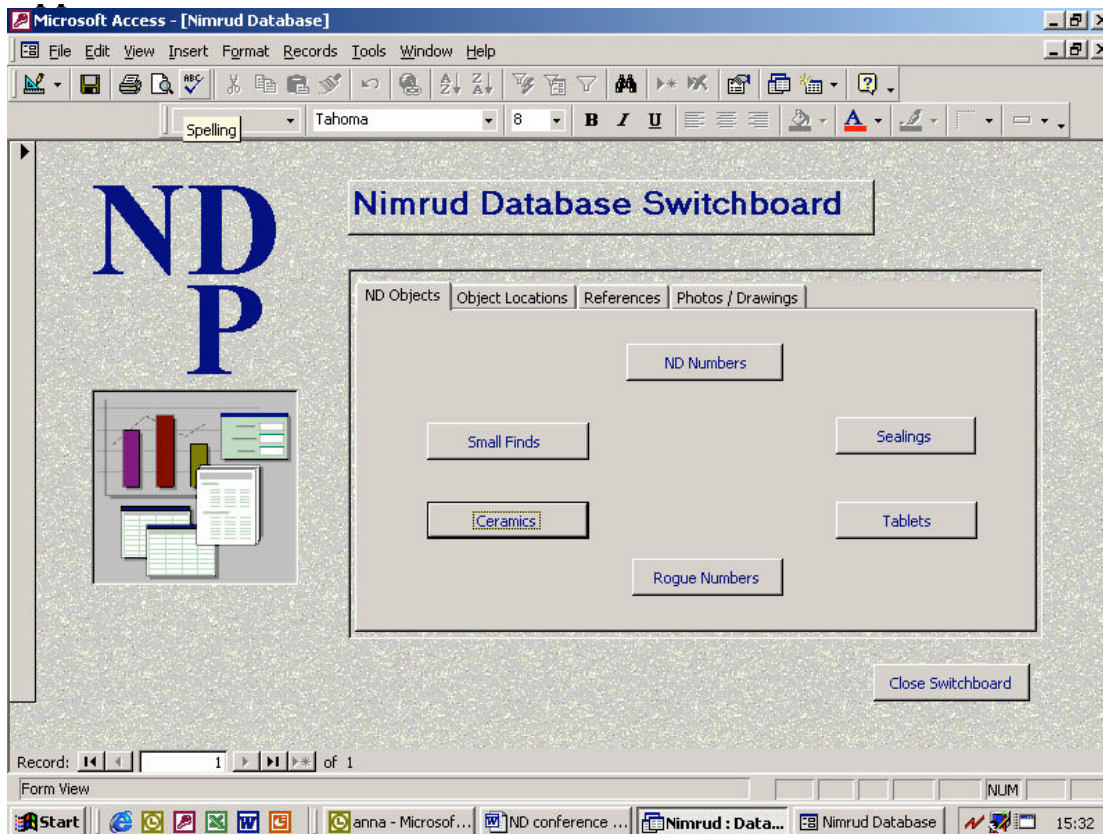 Microsoft Access - [Nimrud Database]
File Edit View Insert Format Records Tools Window Help
ABC
Tahoma 8 B I U A
Spelling
ND
P
Nimrud Database Switchboard
ND Objects Object Locations References Photos / Drawings
ND Numbers
Small Finds Sealings
Ceramics Tablets
Rogue Numbers
Close Switchboard
Record: 1 of 1
Form View NUM
Start anna - Microsof... ND conference ... Nimrud : Data... Nimrud Database 15:32